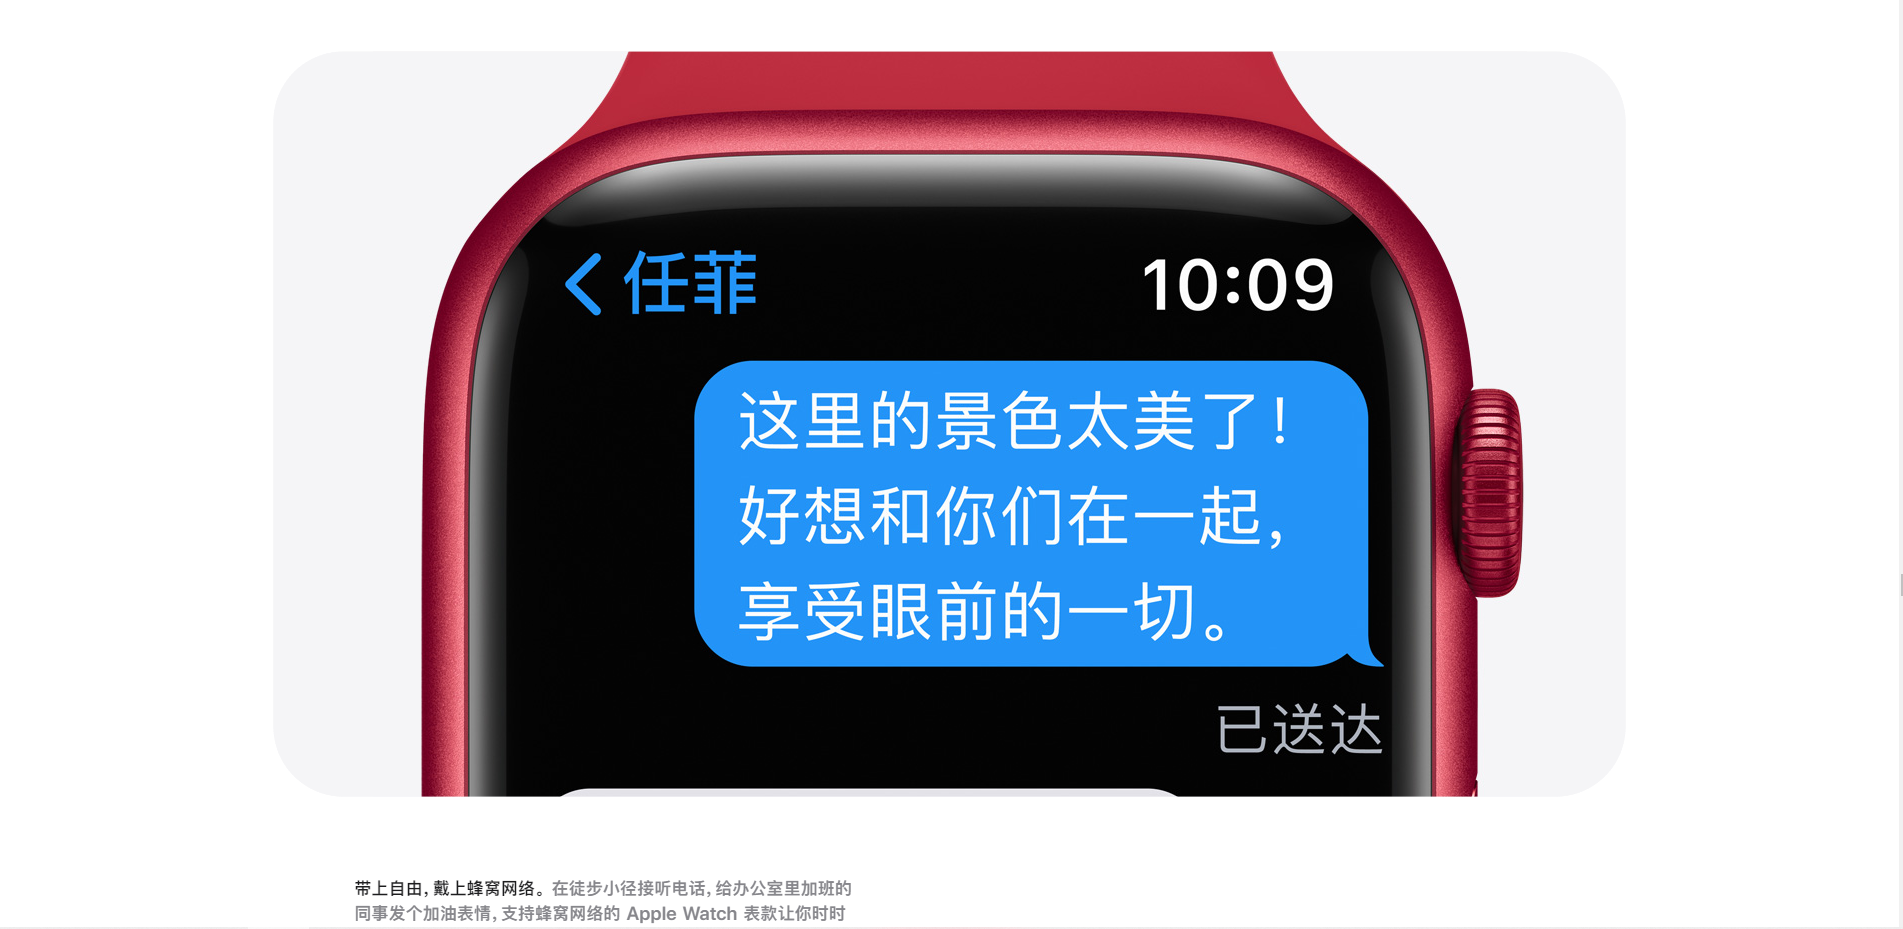 任菲
10:09
这里的景色太美了！
好想和你们在一起，
享受眼前的一切。
已送达
带上自由，戴上蜂窝网络。在徒步小径接听电话，给办公室里加班的
同事发个加油表情，支持蜂窝网络的 Apple Watch 表款让你时时